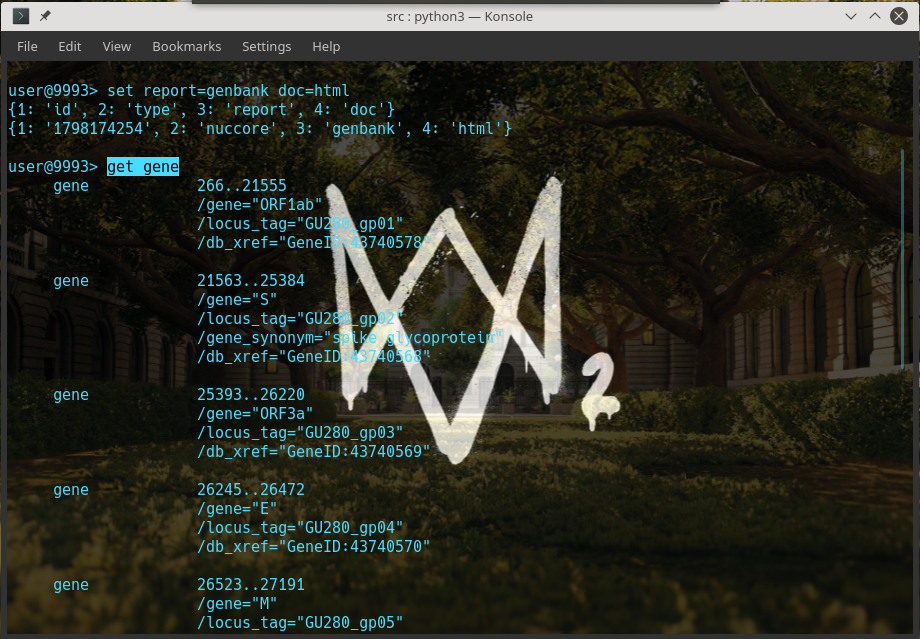 src : python3 — Konsole
File Edit View Bookmarks Settings Help
user@9993> set report=genbank doc=html
{1: 'id', 2: 'type', 3: 'report', 4: 'doc'}
{1: '1798174254', 2: 'nuccore', 3: 'genbank', 4: 'html'}
user@9993> get gene
gene 266..21555
/gene="ORF1ab"
/locus_tag="GU280_gp01"
/db_xref="GeneID:43740578"
gene 21563..25384
/gene="S"
/locus_tag="GU280_gp02"
/gene_synonym="spike glycoprotein"
/db_xref="GeneID:43740568"
gene 25393..26220
/gene="ORF3a"
/locus_tag="GU280_gp03"
/db_xref="GeneID:43740569"
gene 26245..26472
/gene="E"
/locus_tag="GU280_gp04"
/db_xref="GeneID:43740570"
gene 26523..27191
/gene="M"
/locus_tag="GU280_gp05"
2